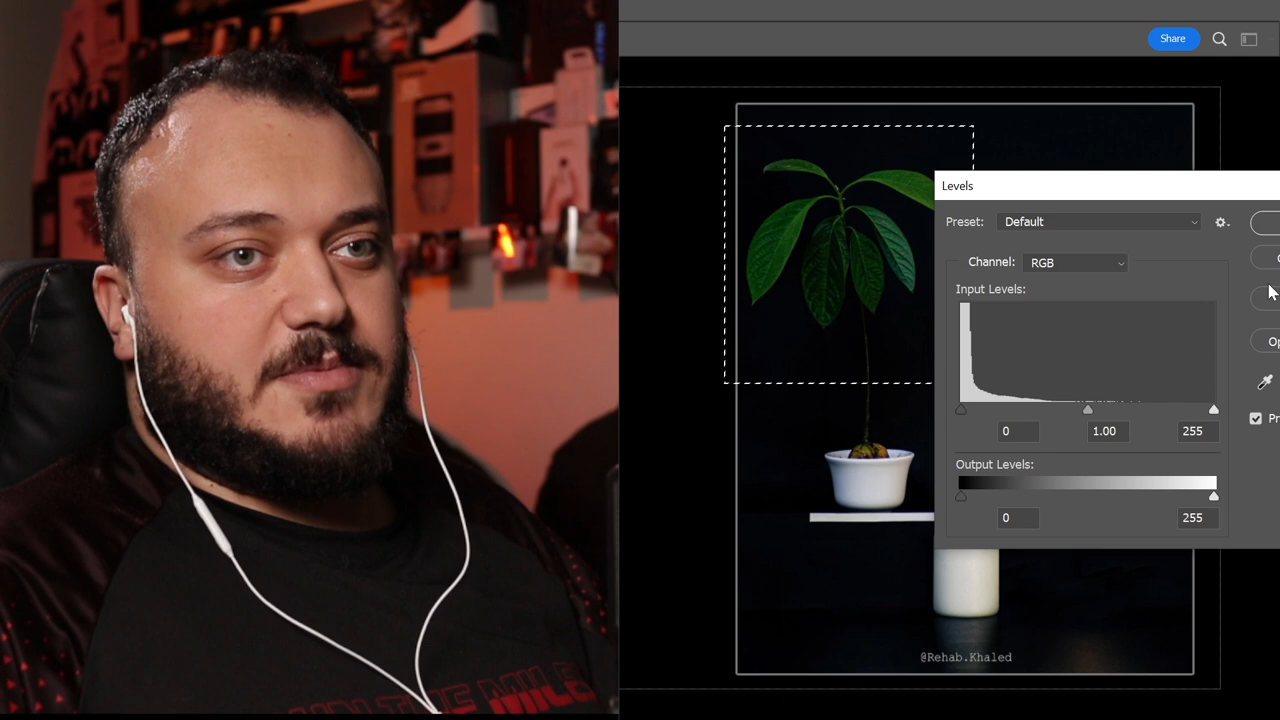 Share
Levels
Preset: Default
Channel: RGB
Input Levels:
0 1.00 255
Output Levels:
0 255
@Rehab.Khaled